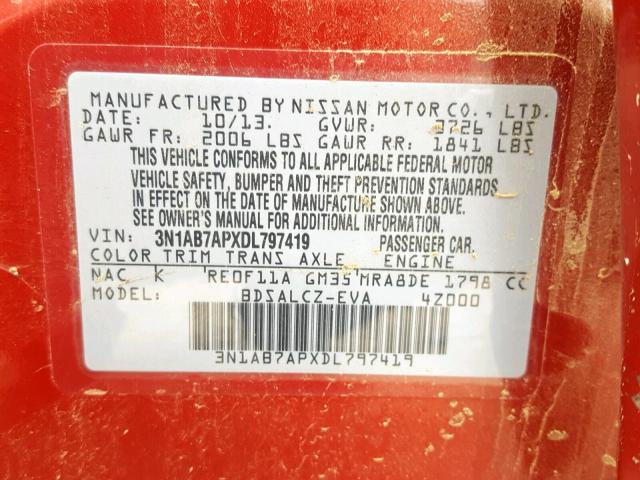 MANUFACTURED BY NISSAN MOTOR CO., LTD.
DATE: 10/13. GVWR: 3726 LBS
GAWR FR: 2006 LBS GAWR RR: 1841 LBS
THIS VEHICLE CONFORMS TO ALL APPLICABLE FEDERAL MOTOR
VEHICLE SAFETY, BUMPER AND THEFT PREVENTION STANDARDS
IN EFFECT ON THE DATE OF MANUFACTURE SHOWN ABOVE.
SEE OWNER'S MANUAL FOR ADDITIONAL INFORMATION.
VIN: 3N1AB7APXDL797419 PASSENGER CAR.
COLOR TRIM TRANS AXLE ENGINE
NAC K RE0F11A GM35 MRA8DE 1798 CC
BDSALCZ-EVA 4Z000
3N1AB7APXDL797419